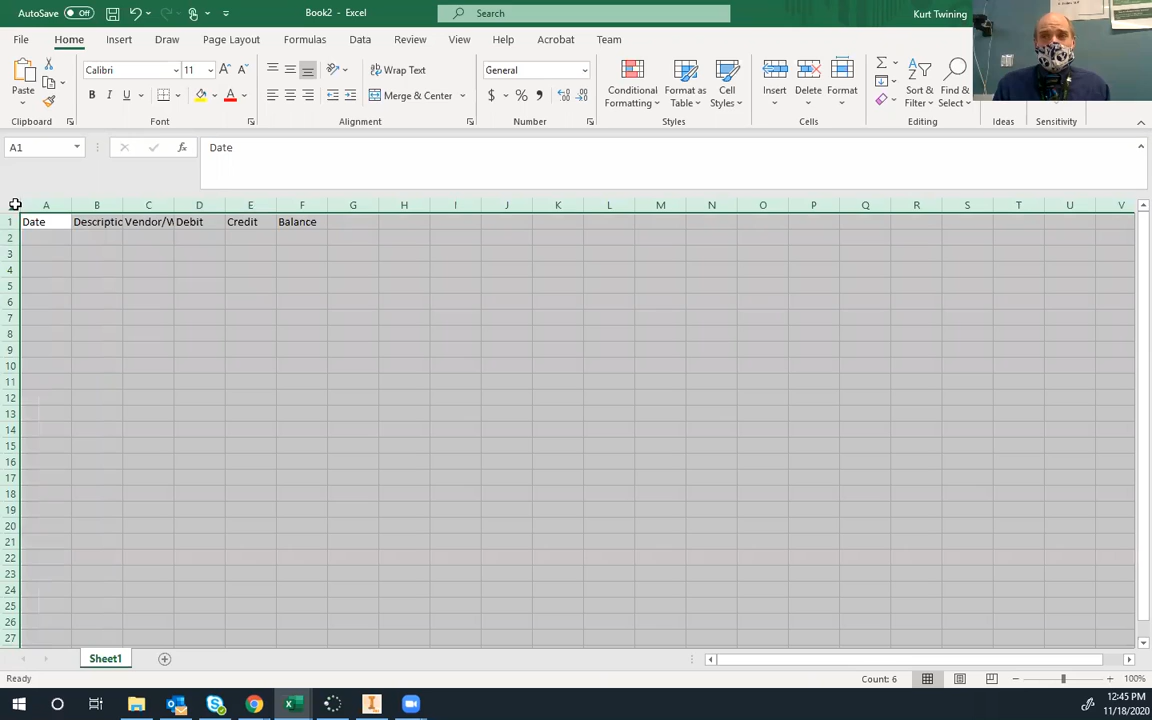 AutoSave Off Book2 - Excel Search Kurt Twining
File Home Insert Draw Page Layout Formulas Data Review View Help Acrobat Team
Paste Calibri 11 A A Wrap Text General Conditional Formatting Format as Table Cell Styles Insert Delete Format Sort & Filter Find & Select
B I U A Merge & Center $ % ,
Clipboard Font Alignment Number Styles Cells Editing Ideas Sensitivity
A1 fx Date
A B C D E F G H I J K L M N O P Q R S T U V
1 Date Descriptic Vendor/W Debit Credit Balance
2
3
4
5
6
7
8
9
10
11
12
13
14
15
16
17
18
19
20
21
22
23
24
25
26
27
Sheet1
Ready Count: 6 100%
12:45 PM
11/18/2020